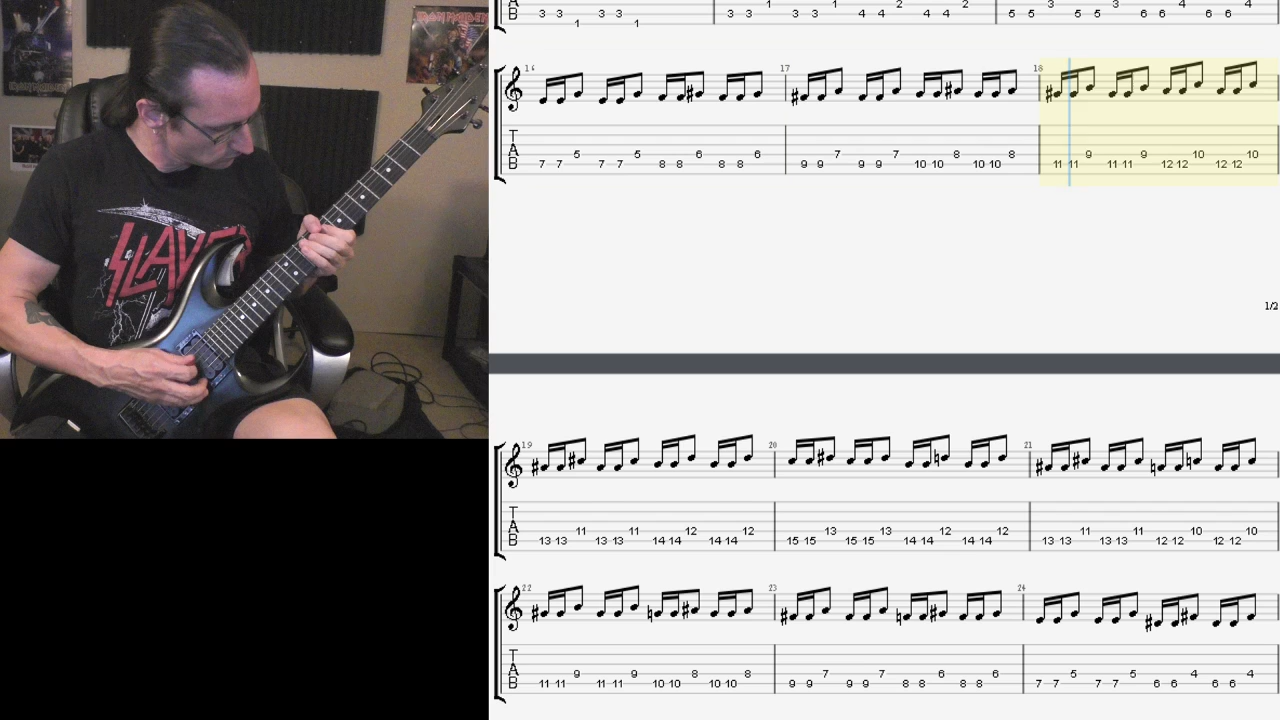 SLAYER
IRON MAIDEN
1 1 2 2 3 3 4 4
3 3 3 3 3 3 3 3 4 4 4 4 5 5 5 5 6 6 6 6
1 1
16 17 18
T
A 5 5 6 6 7 7 8 8 9 9 10 10
B 7 7 7 7 8 8 8 8 9 9 9 9 10 10 10 10 11 11 11 11 12 12 12 12
1/2
19 20 21
T
A 11 11 12 12 13 13 12 12 11 11 10 10
B 13 13 13 13 14 14 14 14 15 15 15 15 14 14 14 14 13 13 13 13 12 12 12 12
22 23 24
T
A 9 9 8 8 7 7 6 6 5 5 4 4
B 11 11 11 11 10 10 10 10 9 9 9 9 8 8 8 8 7 7 7 7 6 6 6 6